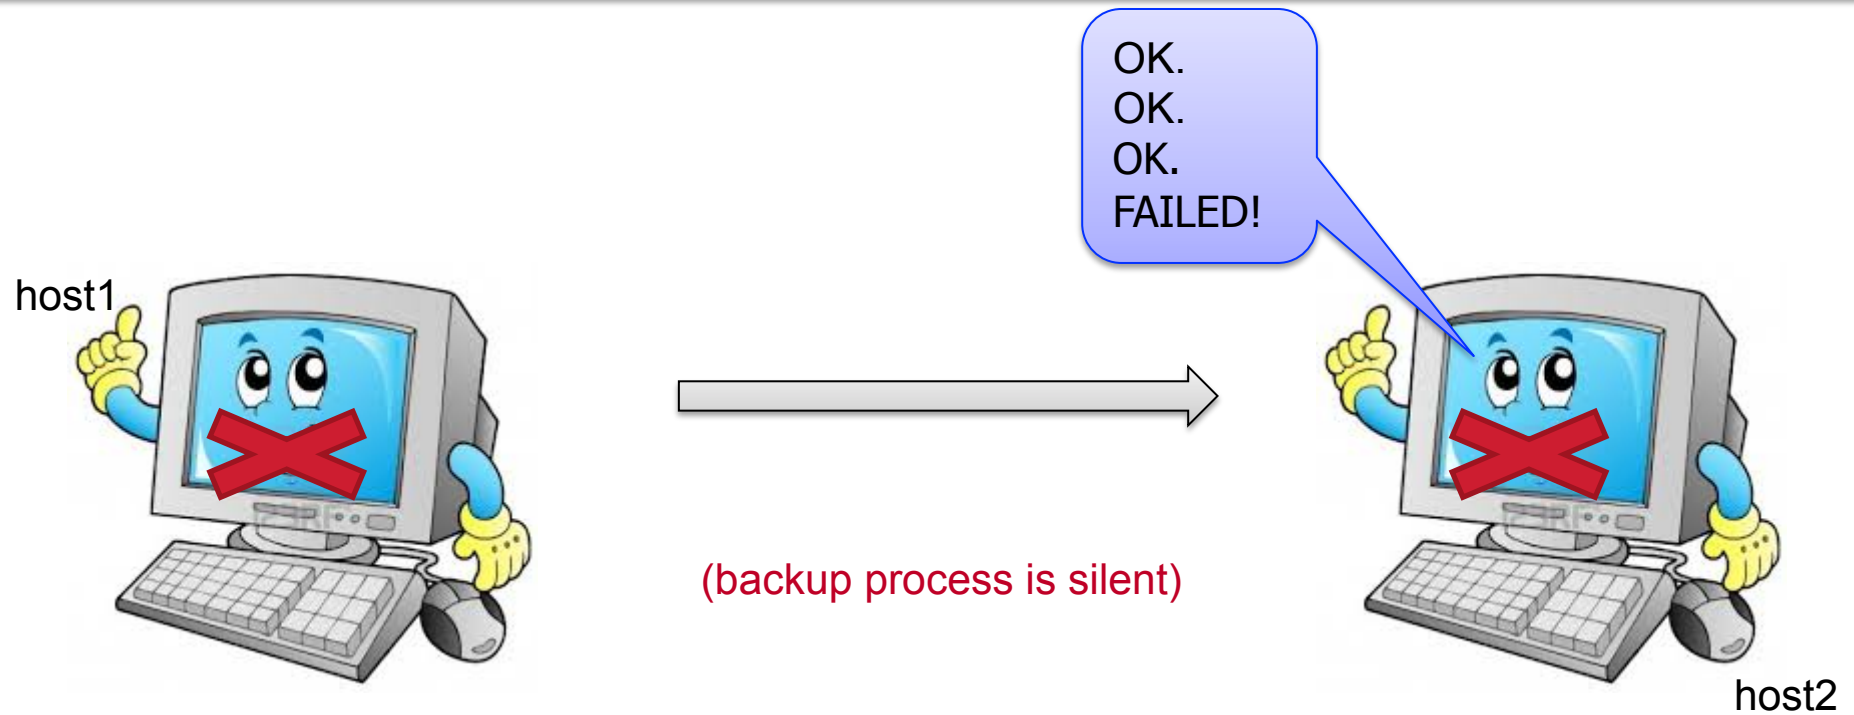 OK.
OK.
OK.
FAILED!
host1
(backup process is silent)
host2